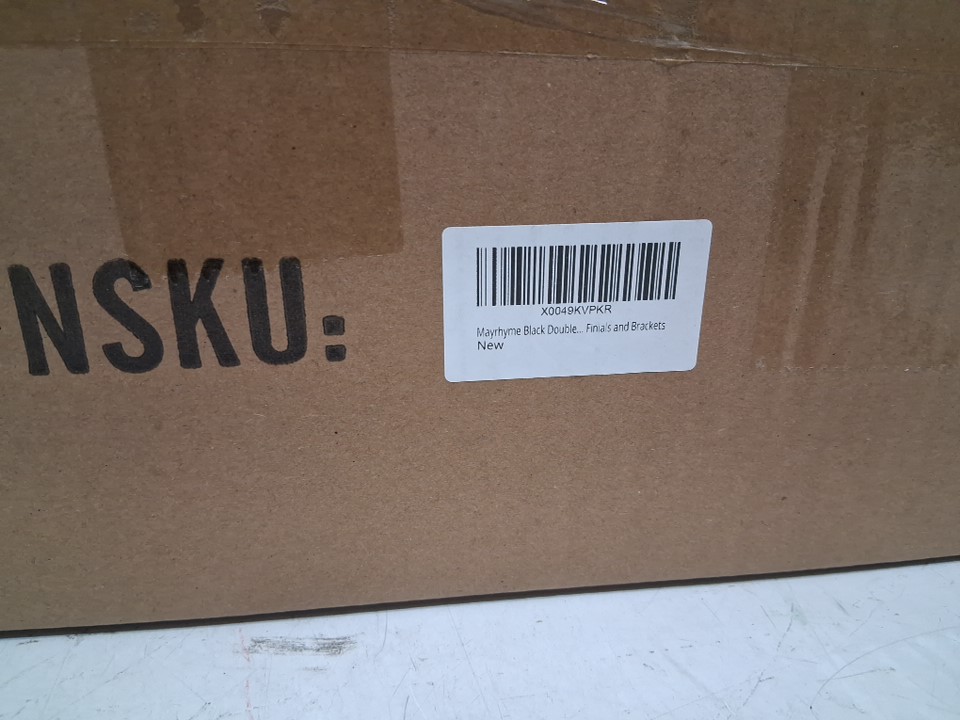 NSKU:
X0049KVPKR
Mayrhyme Black Double... Finials and Brackets
New